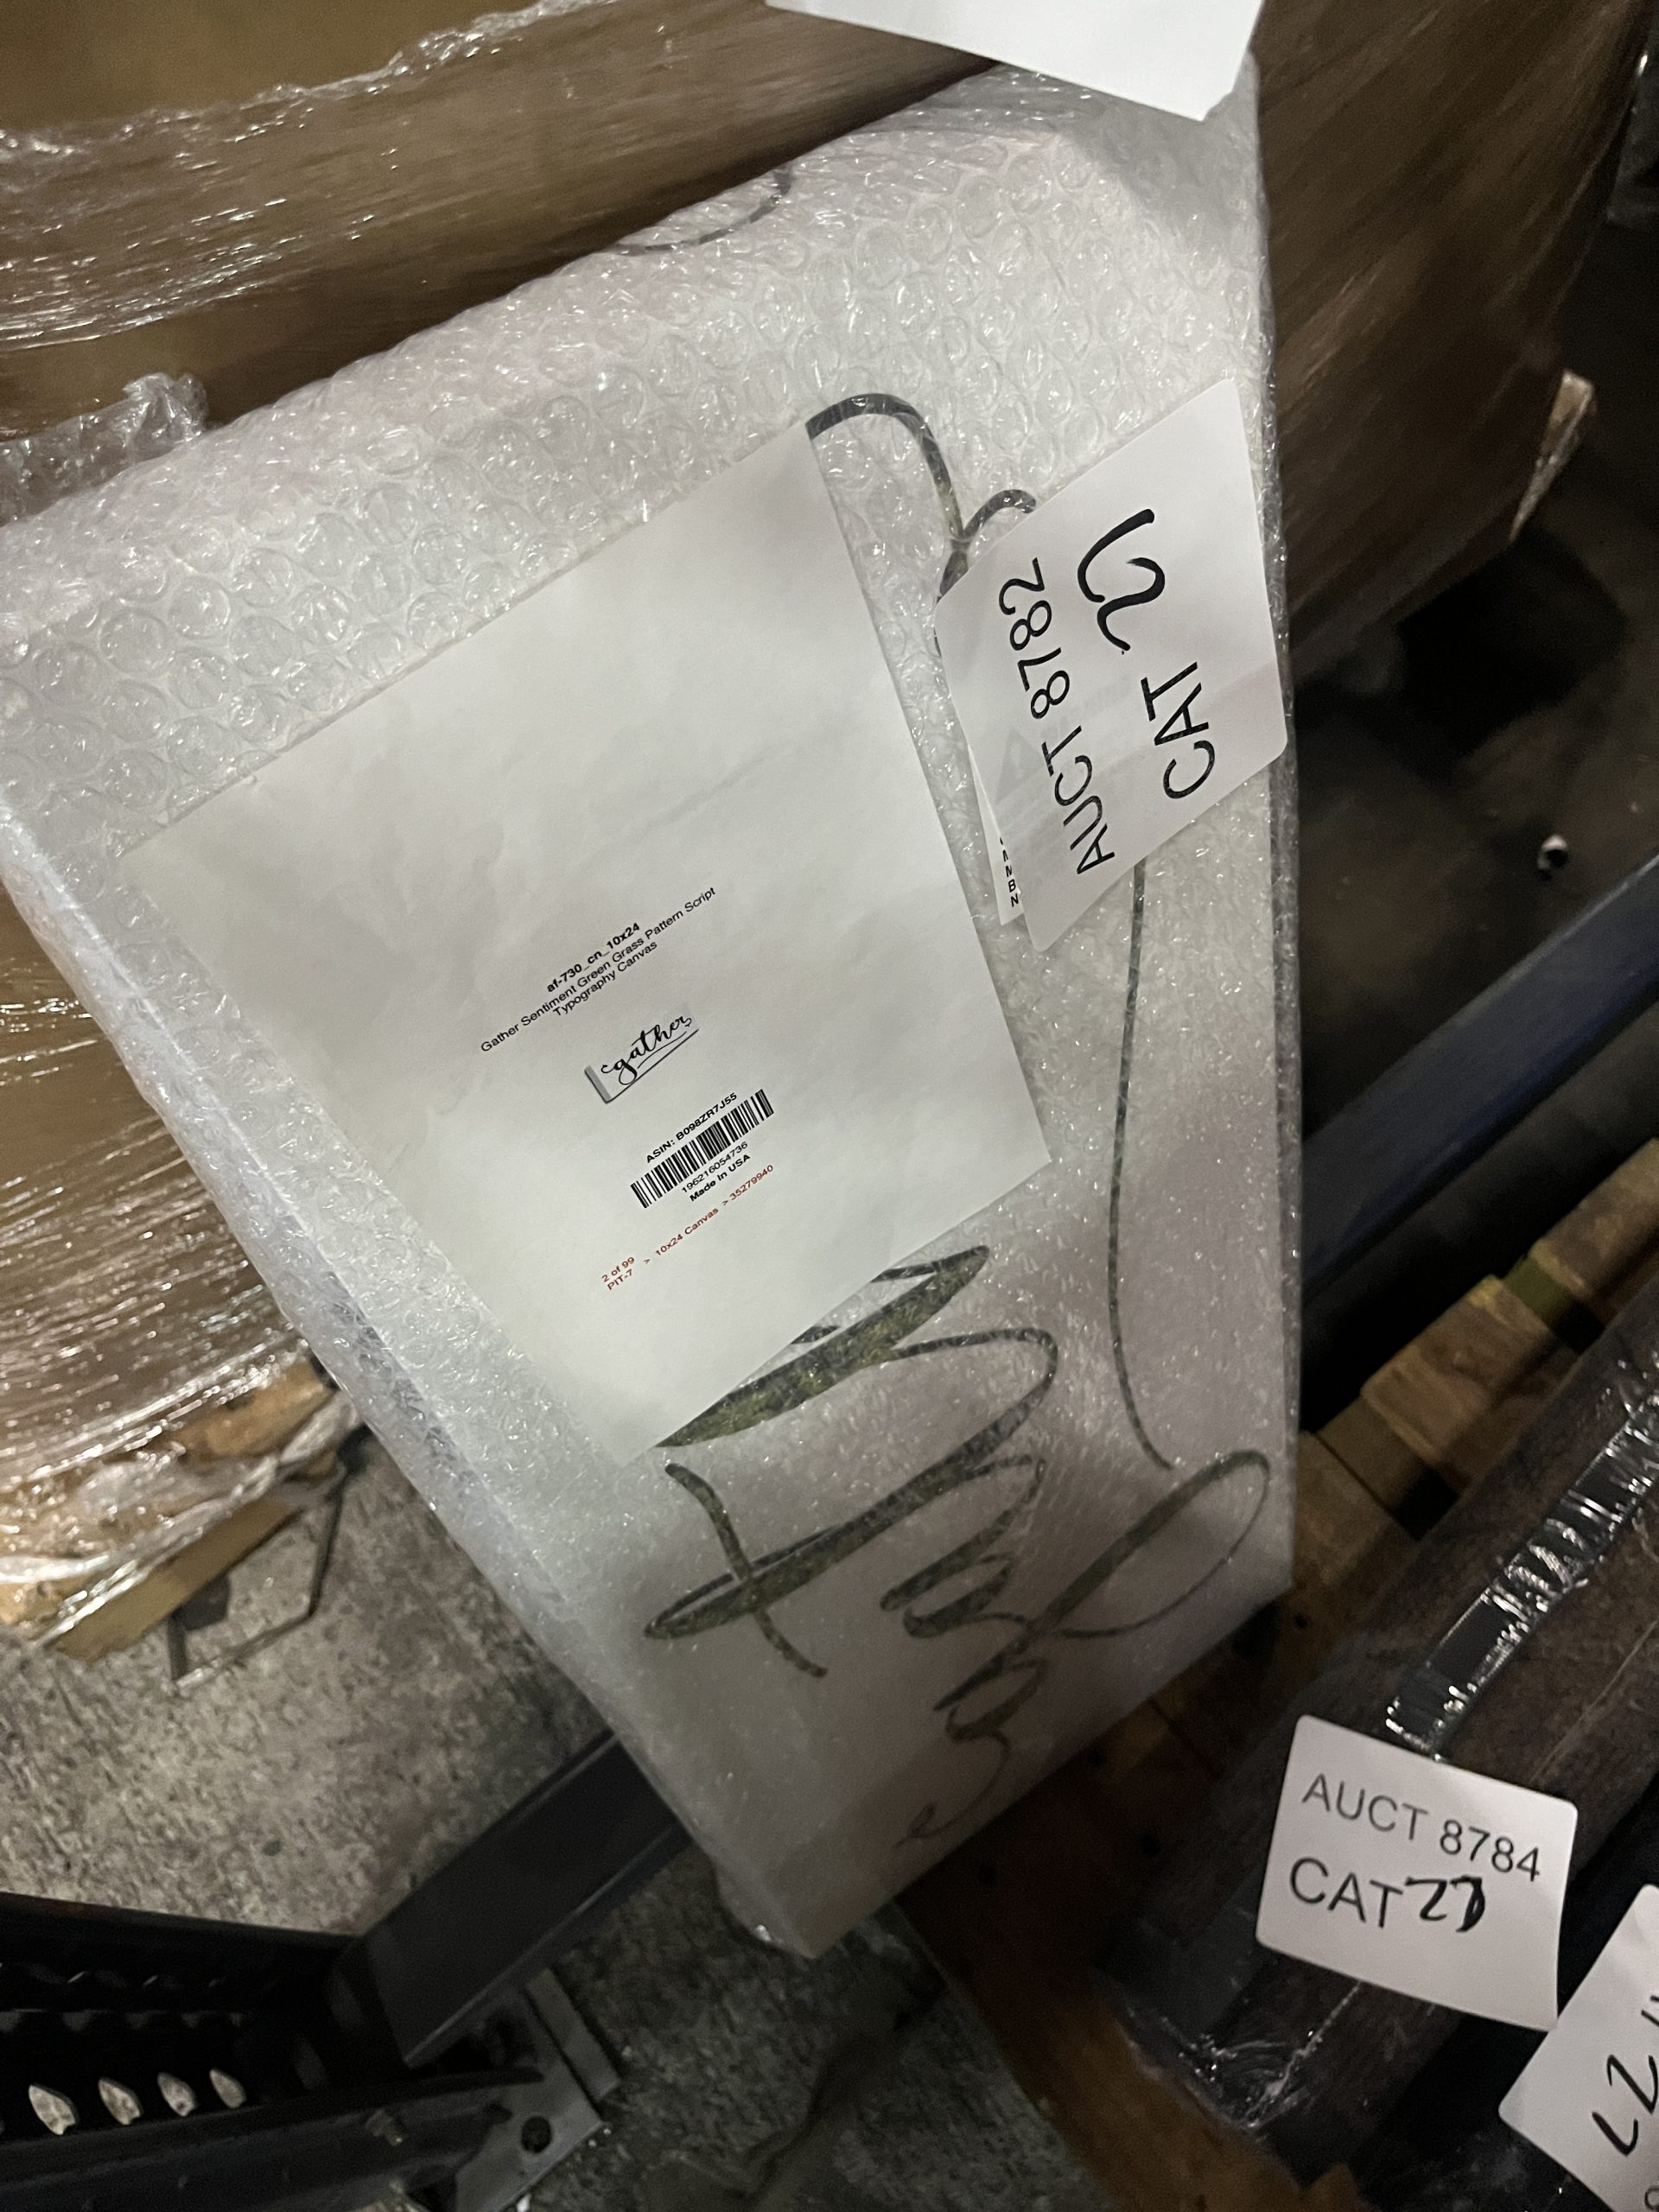 af-730_cn_10x24
Gather Sentiment Green Grass Pattern Script
Typography Canvas
gather
ASIN: B098ZR7J55
196216054736
Made in USA
2 of 99
PIT-7 > 10x24 Canvas > 35279940
AUCT 8782
CAT
AUCT 8784
CAT